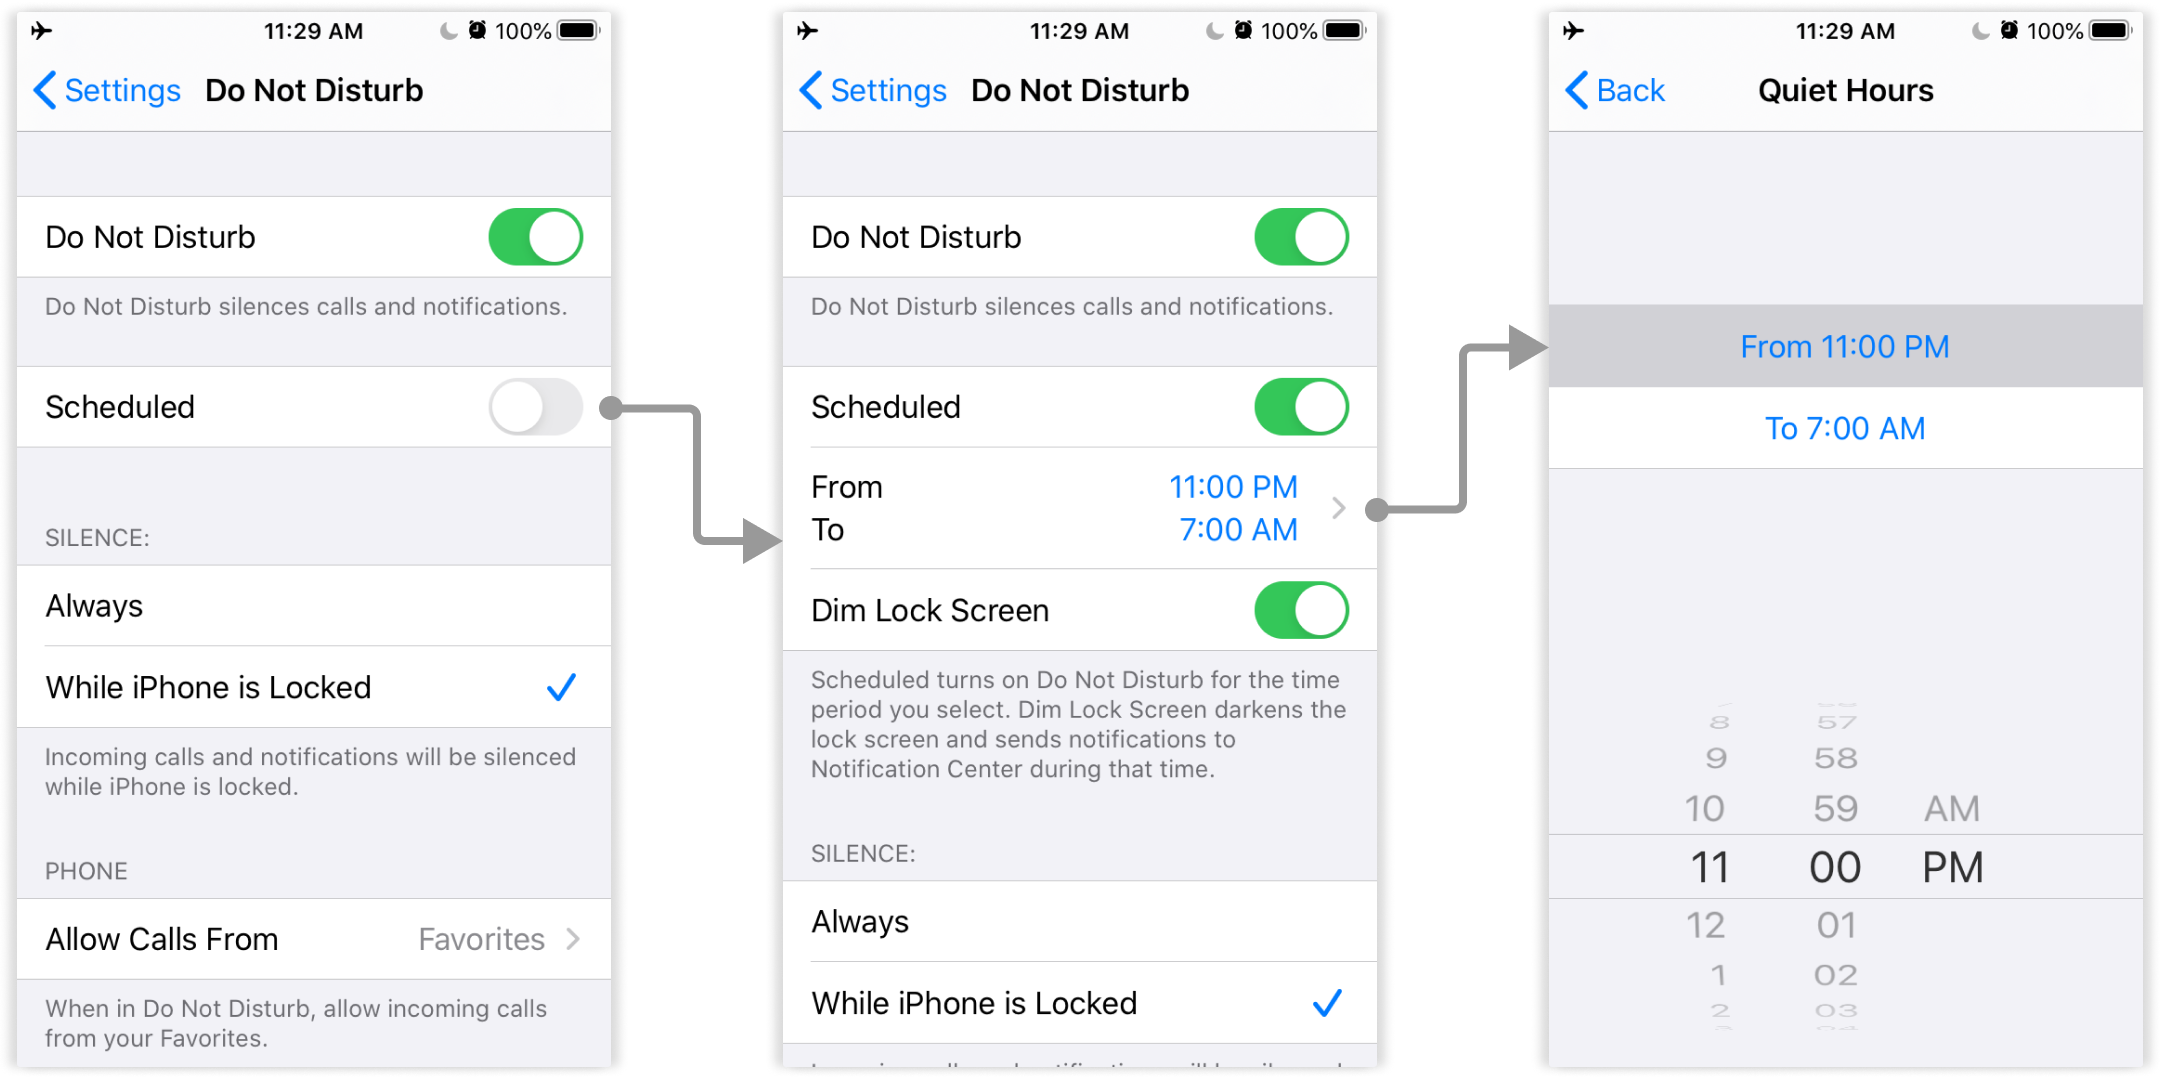 11:29 AM
100%
Settings
Do Not Disturb
Do Not Disturb
Do Not Disturb silences calls and notifications.
Scheduled
SILENCE:
Always
While iPhone is Locked
Incoming calls and notifications will be silenced
while iPhone is locked.
PHONE
Allow Calls From
Favorites
When in Do Not Disturb, allow incoming calls
from your Favorites.
11:29 AM
100%
Settings
Do Not Disturb
Do Not Disturb
Do Not Disturb silences calls and notifications.
Scheduled
From
11:00 PM
To
7:00 AM
Dim Lock Screen
Scheduled turns on Do Not Disturb for the time
period you select. Dim Lock Screen darkens the
lock screen and sends notifications to
Notification Center during that time.
SILENCE:
Always
While iPhone is Locked
11:29 AM
100%
Back
Quiet Hours
From 11:00 PM
To 7:00 AM
8 57
9 58
10 59 AM
11 00 PM
12 01
1 02
2 03